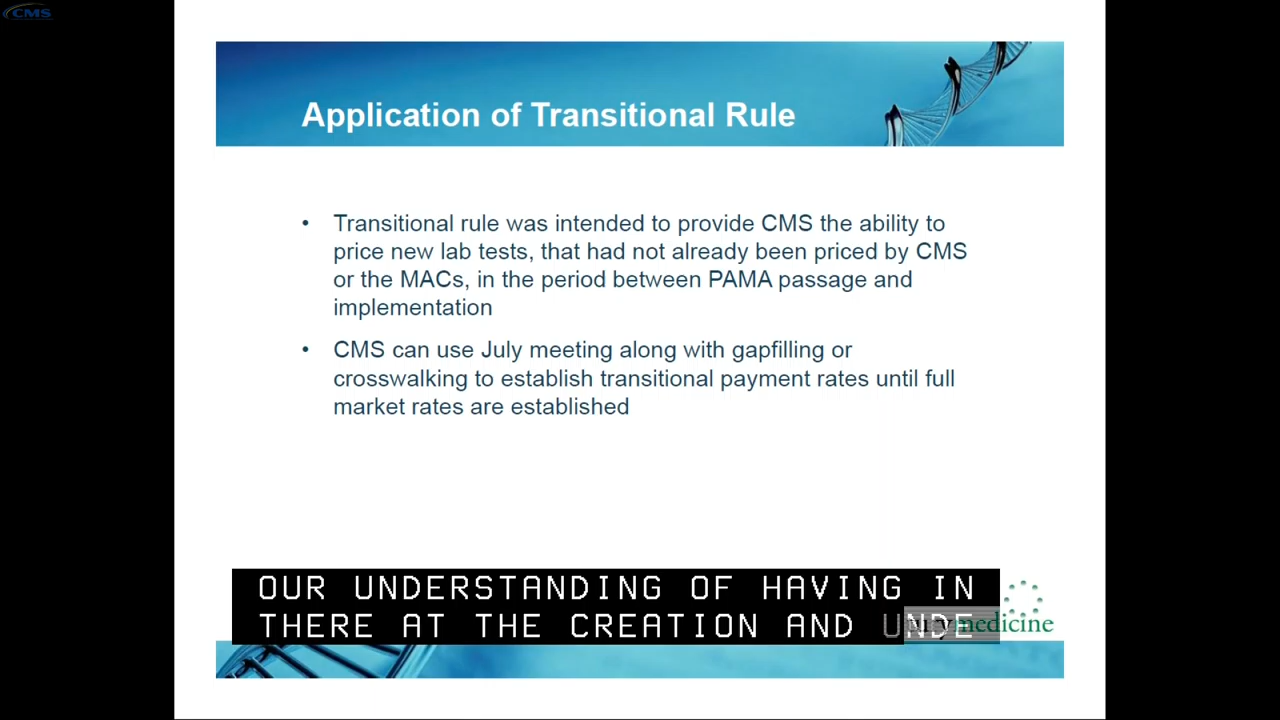 CMS
Application of Transitional Rule
• Transitional rule was intended to provide CMS the ability to
price new lab tests, that had not already been priced by CMS
or the MACs, in the period between PAMA passage and
implementation
• CMS can use July meeting along with gapfilling or
crosswalking to establish transitional payment rates until full
market rates are established
OUR UNDERSTANDING OF HAVING IN
THERE AT THE CREATION AND UNDE
medicine